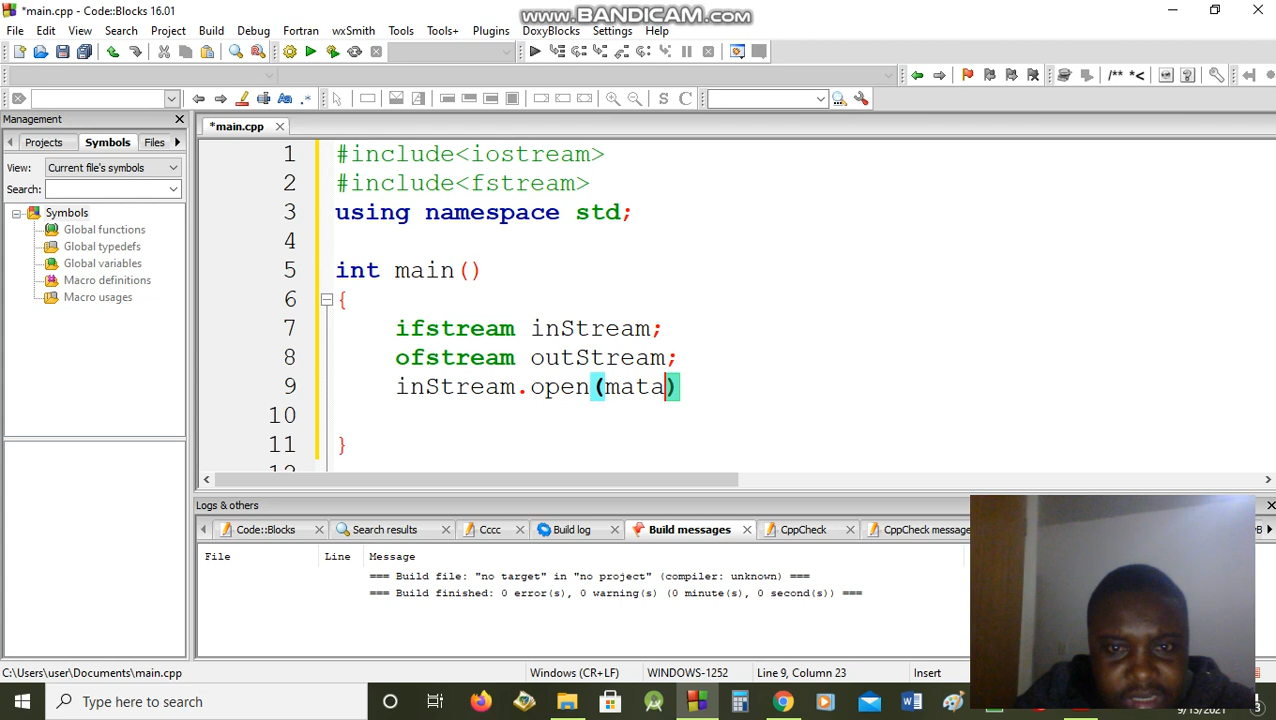 *main.cpp - Code::Blocks 16.01
www.BANDICAM.com
File Edit View Search Project Build Debug Fortran wxSmith Tools Tools+ Plugins DoxyBlocks Settings Help
/** *<
S C
Management
*main.cpp
Projects Symbols Files
View: Current file's symbols
Search:
Symbols
Global functions
Global typedefs
Global variables
Macro definitions
Macro usages
1 #include<iostream>
2 #include<fstream>
3 using namespace std;
4
5 int main()
6 {
7 ifstream inStream;
8 ofstream outStream;
9 inStream.open(mata)
10
11 }
Logs & others
Code::Blocks Search results Cccc Build log Build messages CppCheck CppCheck message
File Line Message
=== Build file: "no target" in "no project" (compiler: unknown) ===
=== Build finished: 0 error(s), 0 warning(s) (0 minute(s), 0 second(s)) ===
C:\Users\user\Documents\main.cpp Windows (CR+LF) WINDOWS-1252 Line 9, Column 23 Insert
Type here to search
9/13/2021